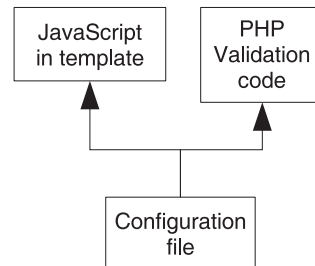 JavaScript
in template
PHP
Validation
code
Configuration
file